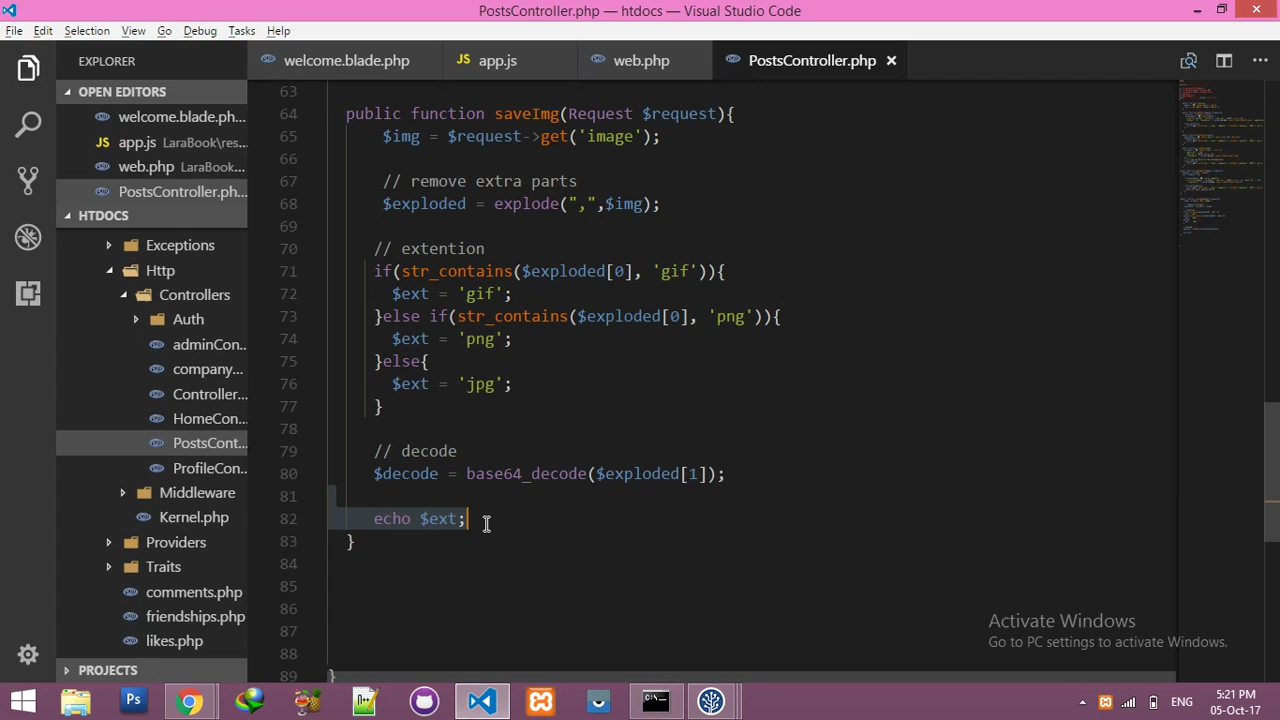 PostsController.php — htdocs — Visual Studio Code
File Edit Selection View Go Debug Tasks Help
EXPLORER
welcome.blade.php
JS app.js
web.php
PostsController.php
OPEN EDITORS
welcome.blade.ph...
JS app.js LaraBook\res...
web.php LaraBook\...
PostsController.ph...
HTDOCS
Exceptions
Http
Controllers
Auth
adminCon...
company...
Controller...
HomeCon...
PostsCont...
ProfileCon...
Middleware
Kernel.php
Providers
Traits
comments.php
friendships.php
likes.php
PROJECTS
63
64 public function saveImg(Request $request){
65 $img = $request->get('image');
66
67 // remove extra parts
68 $exploded = explode(",",$img);
69
70 // extention
71 if(str_contains($exploded[0], 'gif')){
72 $ext = 'gif';
73 }else if(str_contains($exploded[0], 'png')){
74 $ext = 'png';
75 }else{
76 $ext = 'jpg';
77 }
78
79 // decode
80 $decode = base64_decode($exploded[1]);
81
82 echo $ext;
83 }
84
85
86
87
88
89 }
Activate Windows
Go to PC settings to activate Windows.
Ps
ENG
5:21 PM
05-Oct-17